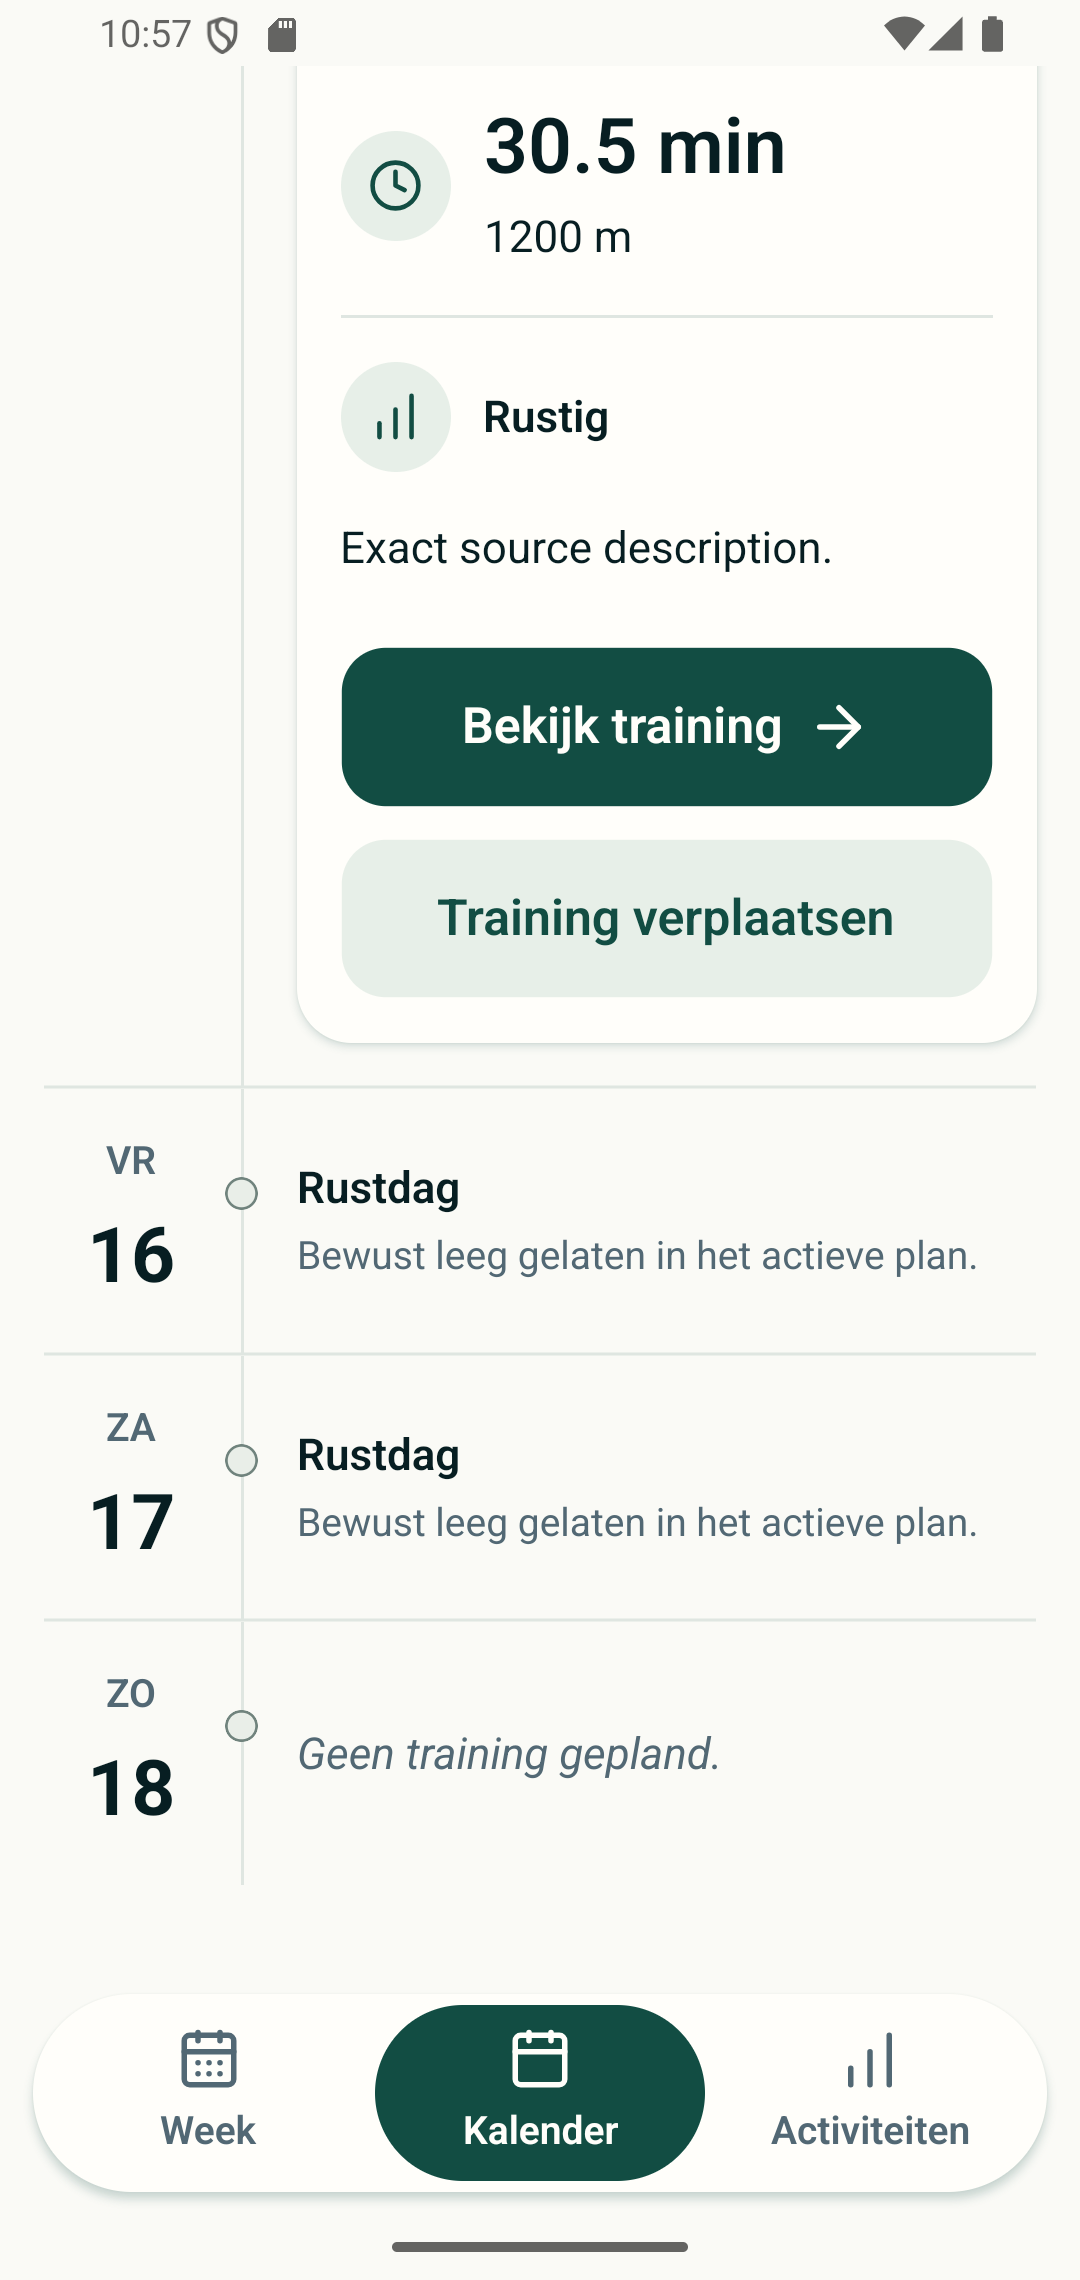 10:57
30.5 min
1200 m
Rustig
Exact source description.
Bekijk training
Training verplaatsen
VR
16
Rustdag
Bewust leeg gelaten in het actieve plan.
ZA
17
Rustdag
Bewust leeg gelaten in het actieve plan.
ZO
18
Geen training gepland.
Week
Kalender
Activiteiten